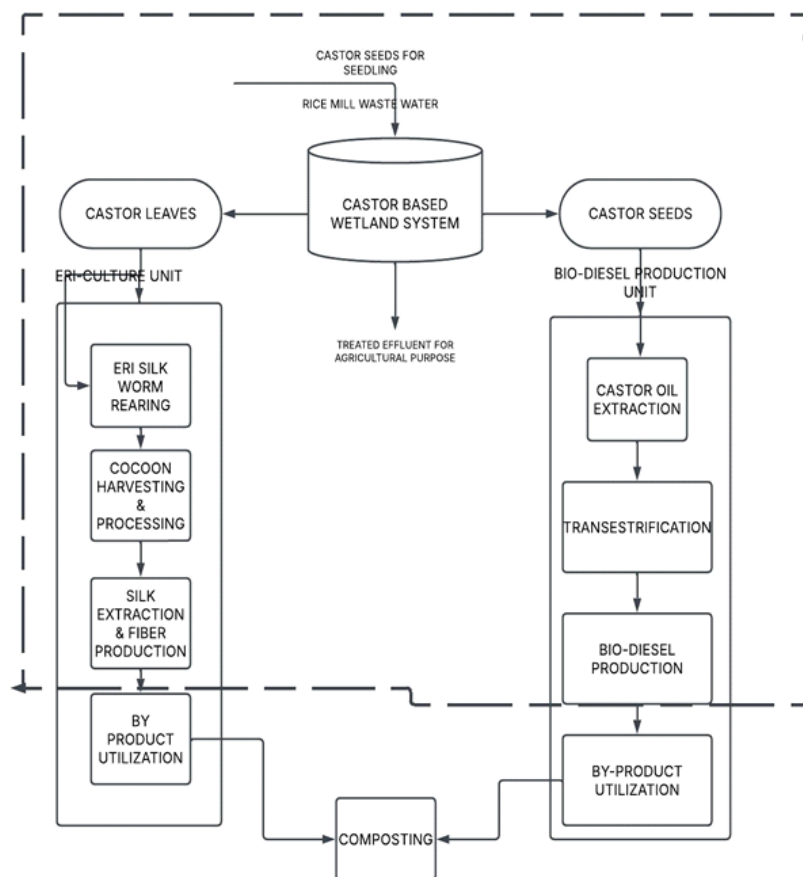 CASTOR SEEDS FOR
SEEDLING
RICE MILL WASTE WATER
CASTOR BASED
WETLAND SYSTEM
CASTOR LEAVES
CASTOR SEEDS
TREATED EFFLUENT FOR
AGRICULTURAL PURPOSE
ERI-CULTURE UNIT
ERI SILK
WORM
REARING
COCOON
HARVESTING
&
PROCESSING
SILK
EXTRACTION
& FIBER
PRODUCTION
BY
PRODUCT
UTILIZATION
BIO-DIESEL PRODUCTION
UNIT
CASTOR OIL
EXTRACTION
TRANSESTRIFICATION
BIO-DIESEL
PRODUCTION
BY-PRODUCT
UTILIZATION
COMPOSTING